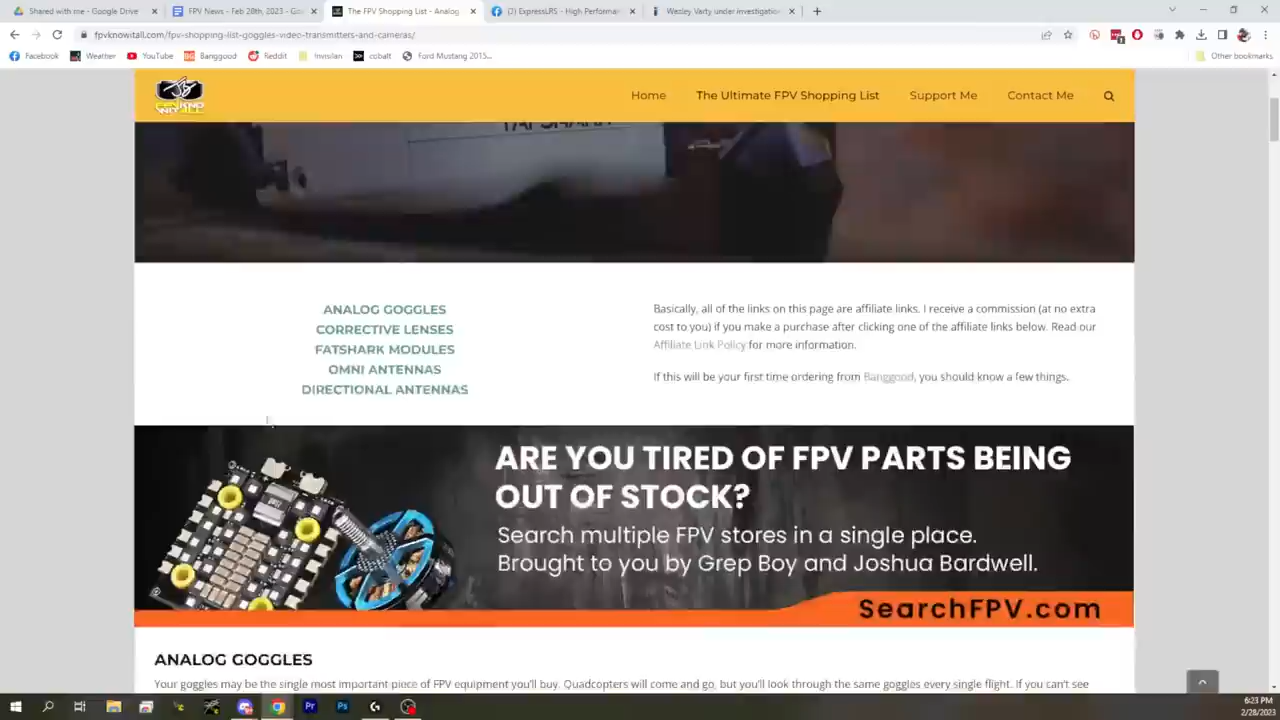 Shared with me - Google Drive
FPV News - Feb 28th, 2023 - Go
The FPV Shopping List - Analog
(2) ExpressLRS - High Performan
Wesley Varty under investigation
fpvknowitall.com/fpv-shopping-list-goggles-video-transmitters-and-cameras/
Facebook
Weather
YouTube
Banggood
Reddit
Invisilan
cobalt
Ford Mustang 2015...
Other bookmarks
Home
The Ultimate FPV Shopping List
Support Me
Contact Me
ANALOG GOGGLES
CORRECTIVE LENSES
FATSHARK MODULES
OMNI ANTENNAS
DIRECTIONAL ANTENNAS
Basically, all of the links on this page are affiliate links. I receive a commission (at no extra
cost to you) if you make a purchase after clicking one of the affiliate links below. Read our
Affiliate Link Policy for more information.
If this will be your first time ordering from Banggood, you should know a few things.
ARE YOU TIRED OF FPV PARTS BEING
OUT OF STOCK?
Search multiple FPV stores in a single place.
Brought to you by Grep Boy and Joshua Bardwell.
SearchFPV.com
ANALOG GOGGLES
Your goggles may be the single most important piece of FPV equipment you'll buy. Quadcopters will come and go, but you'll look through the same goggles every single flight. If you can't see
6:23 PM
2/28/2023